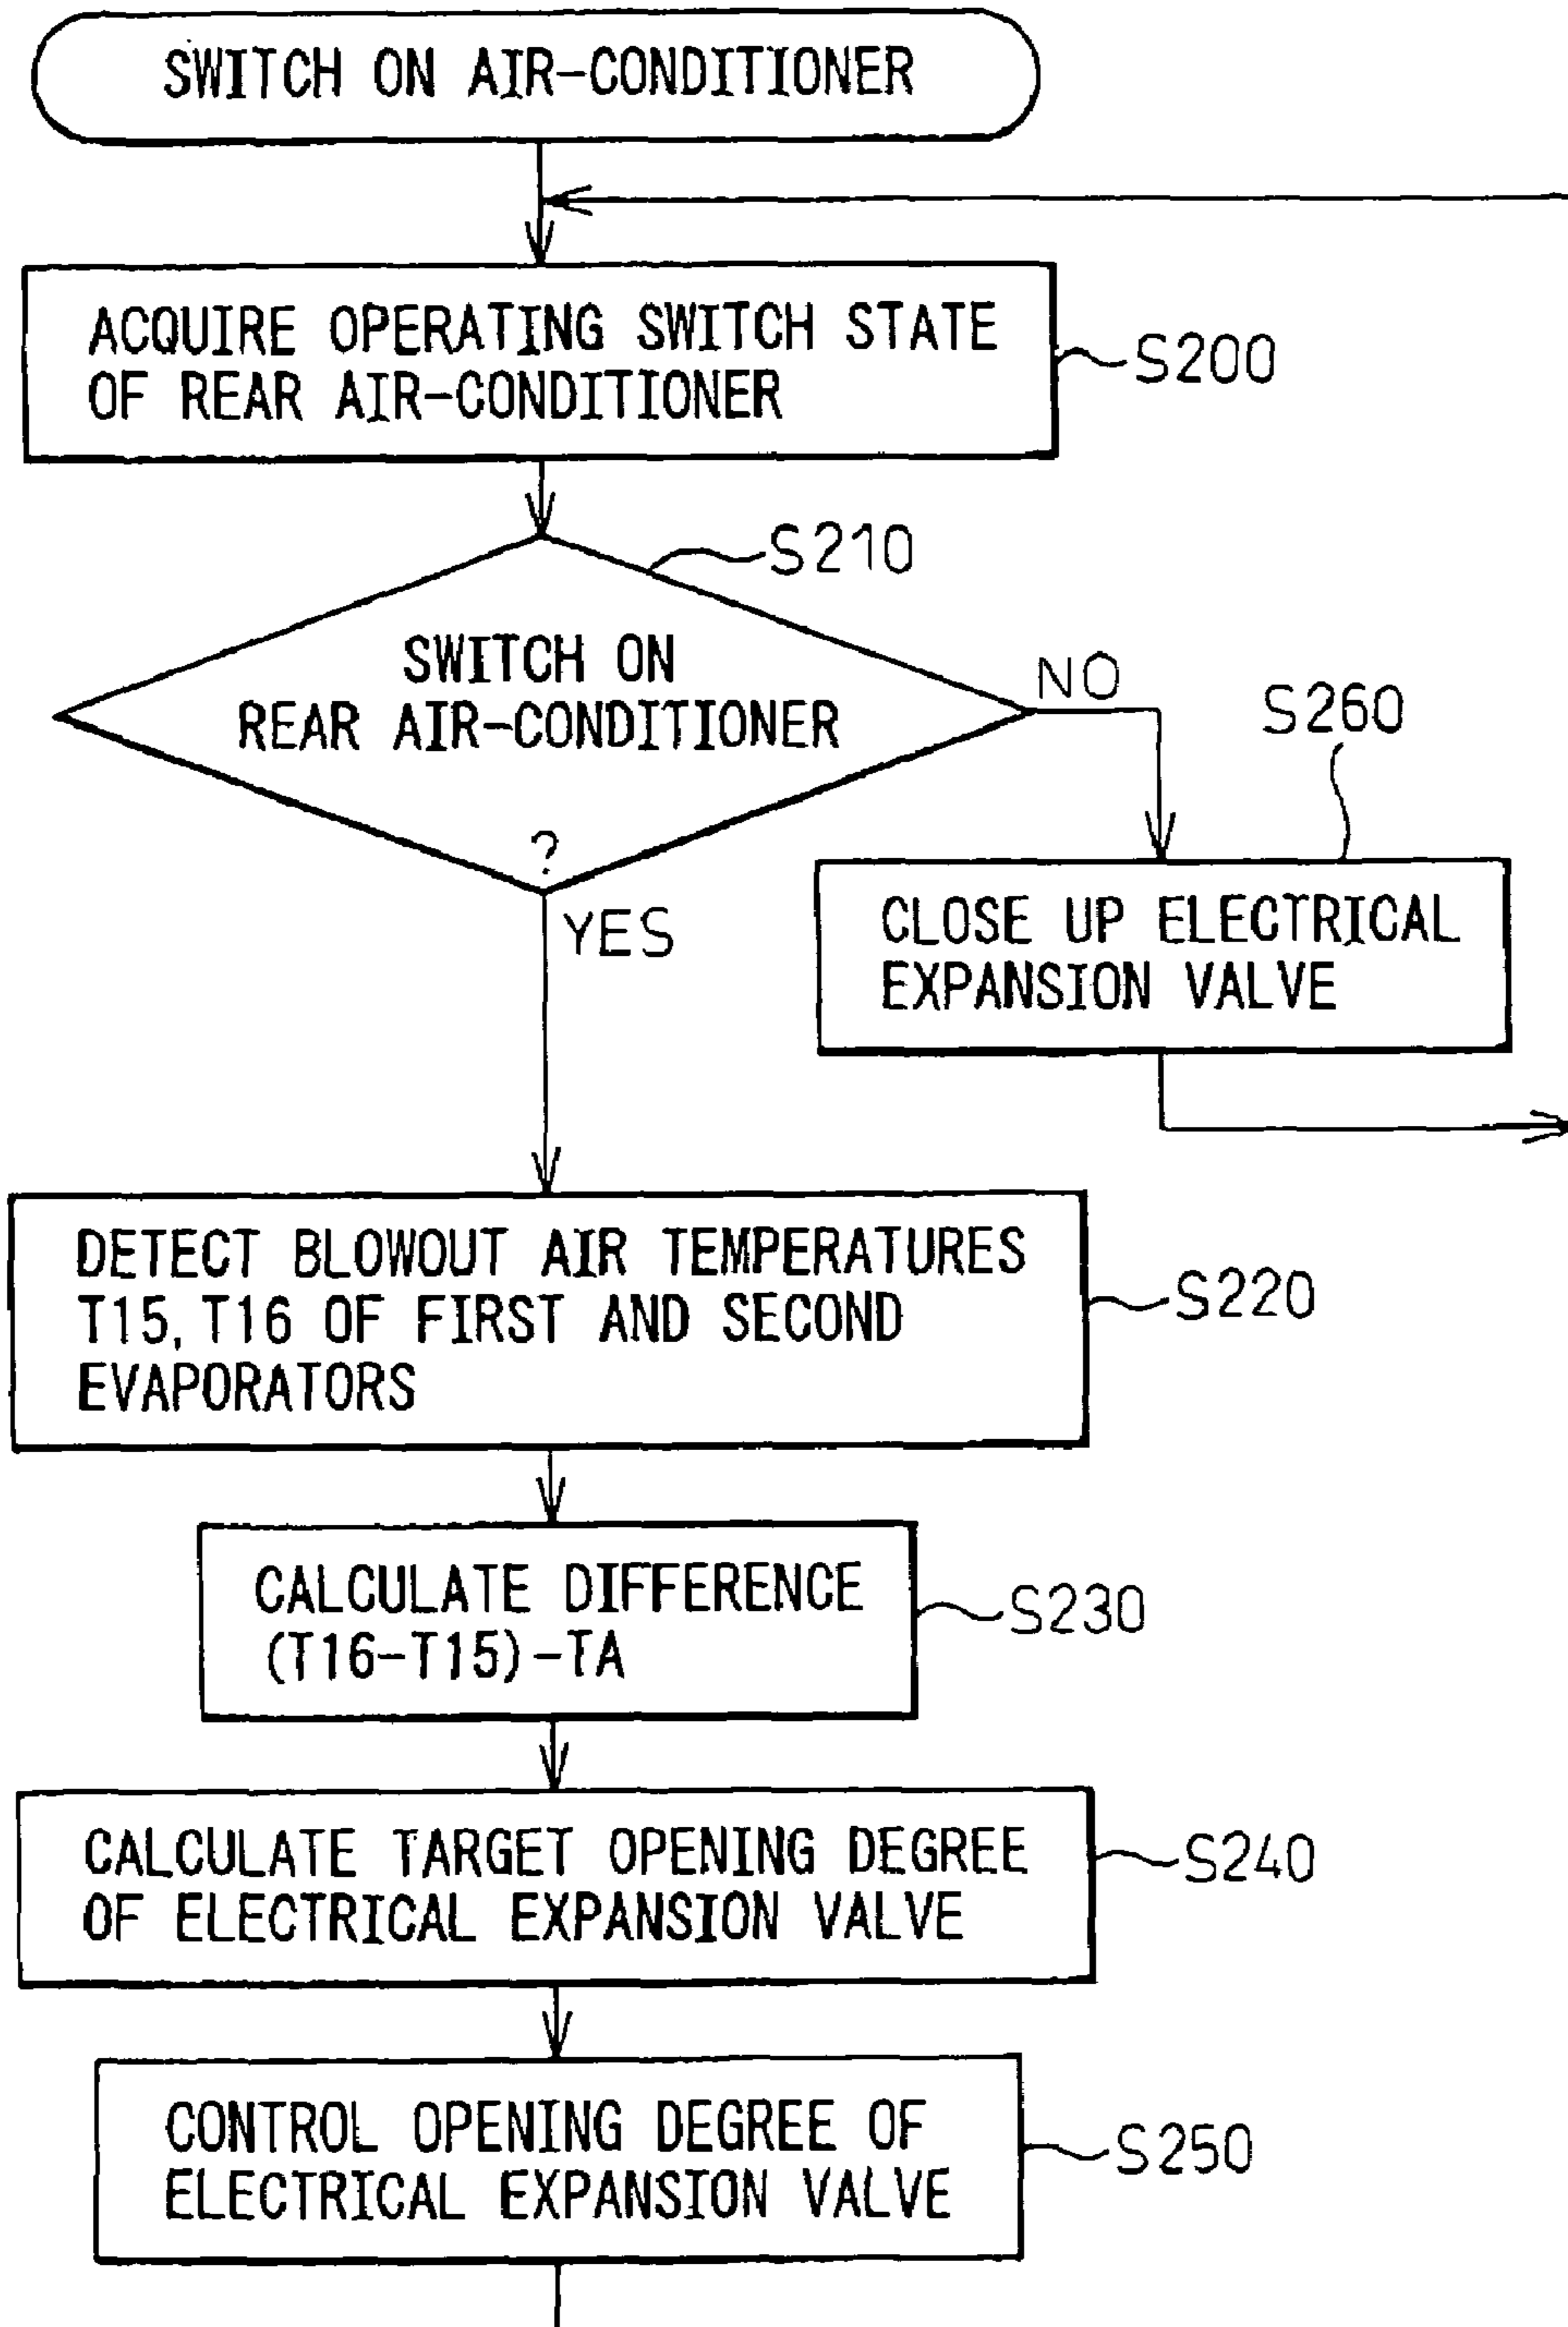 SWITCH ON AIR-CONDITIONER
ACQUIRE OPERATING SWITCH STATE
OF REAR AIR-CONDITIONER
S200
S210
SWITCH ON
REAR AIR-CONDITIONER
?
NO
YES
S260
CLOSE UP ELECTRICAL
EXPANSION VALVE
DETECT BLOWOUT AIR TEMPERATURES
T15, T16 OF FIRST AND SECOND
EVAPORATORS
S220
CALCULATE DIFFERENCE
(T16-T15)-TA
S230
CALCULATE TARGET OPENING DEGREE
OF ELECTRICAL EXPANSION VALVE
S240
CONTROL OPENING DEGREE OF
ELECTRICAL EXPANSION VALVE
S250